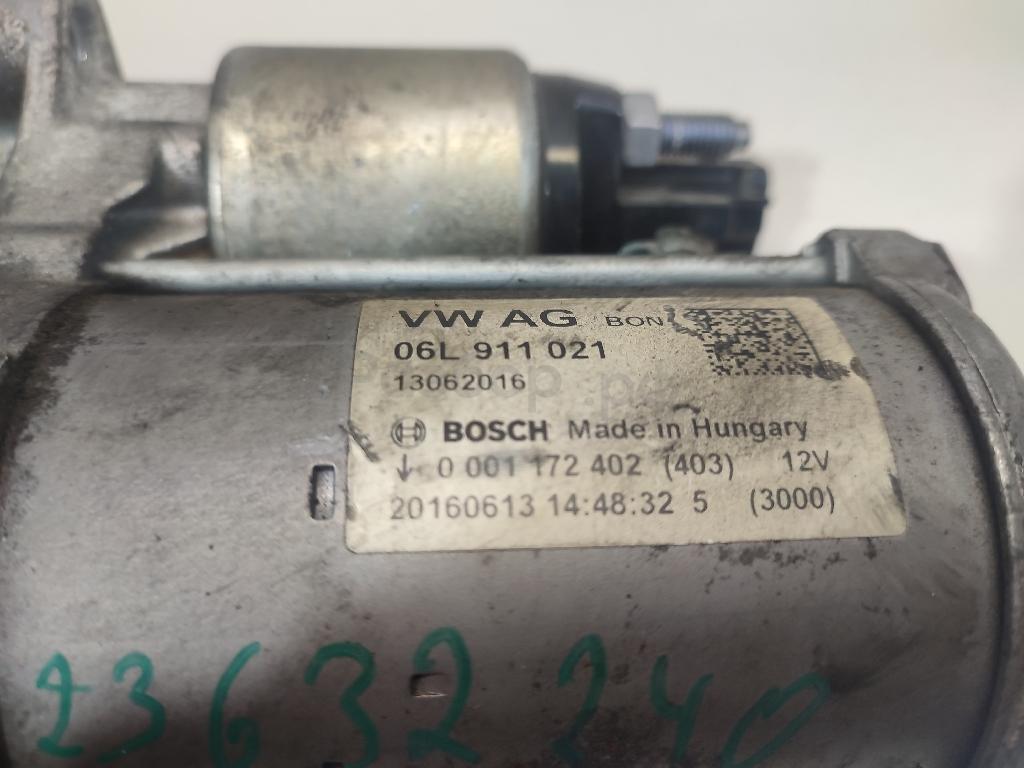 VW AG BON
06L 911 021
13062016
BOSCH Made in Hungary
↓ 0 001 172 402 (403) 12V
20160613 14:48:32 5 (3000)
23632240